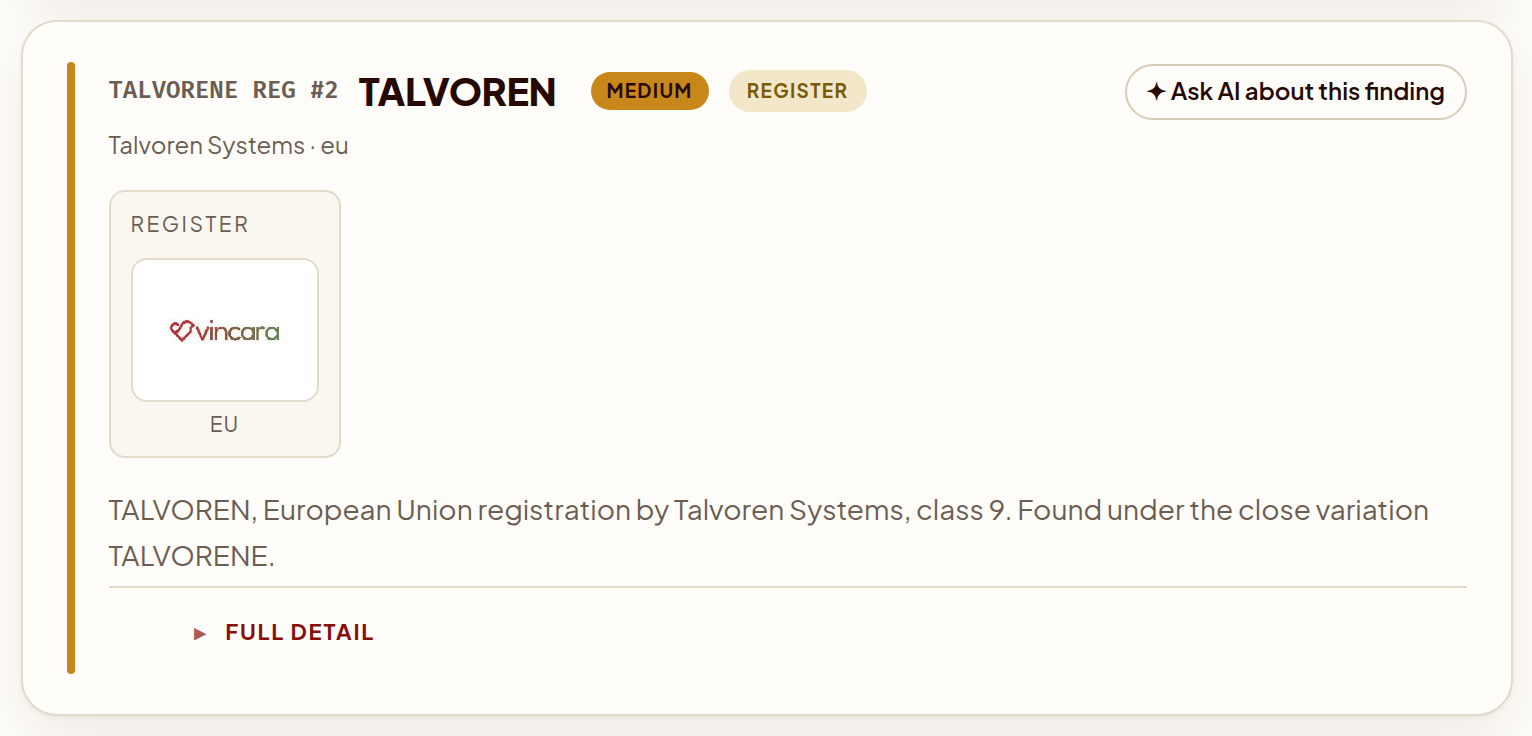 TALVORENE REG #2 TALVOREN MEDIUM REGISTER ✦ Ask AI about this finding
Talvoren Systems · eu
REGISTER
vincara
EU
TALVOREN, European Union registration by Talvoren Systems, class 9. Found under the close variation
TALVORENE.
► FULL DETAIL